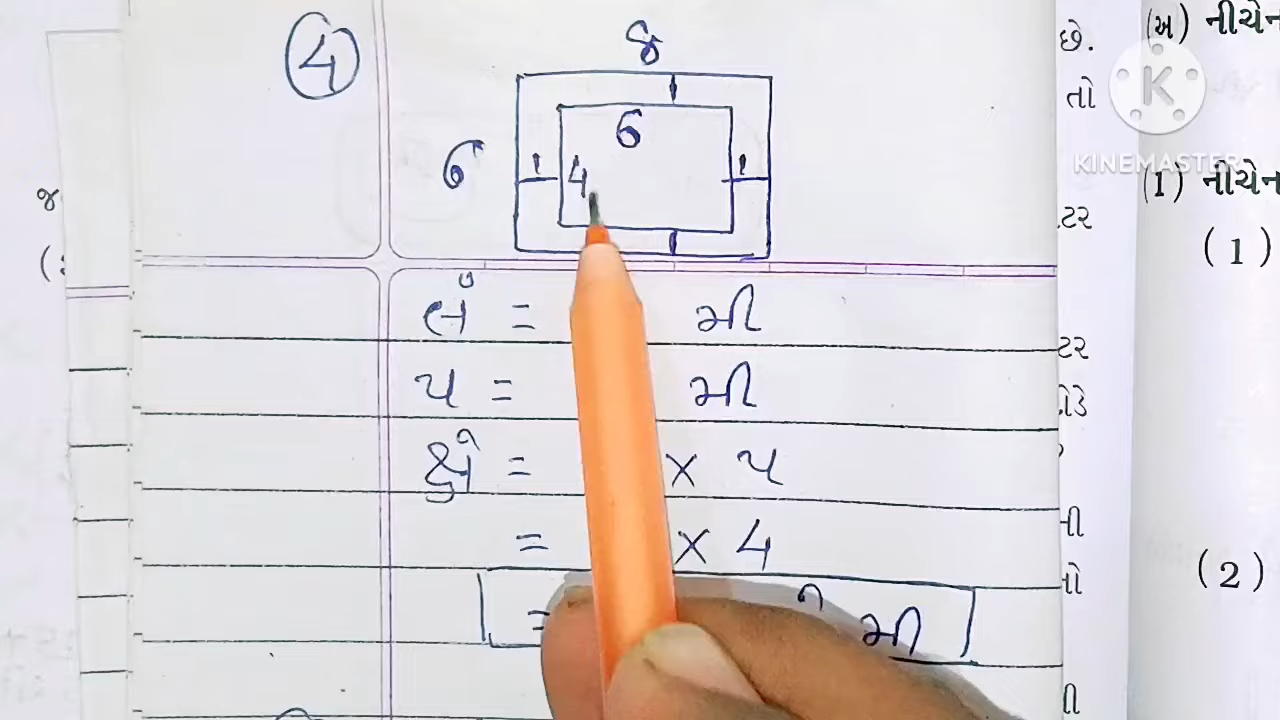 4
8
6
6
1 4 1
લં = મી
પ = મી
ક્ષે = × પ
= × 4
= મી
છે.
તો
ટર
ટર
ની
(અ) નીચેન
(1) નીચેન
(1)
(2)
KINEMASTER